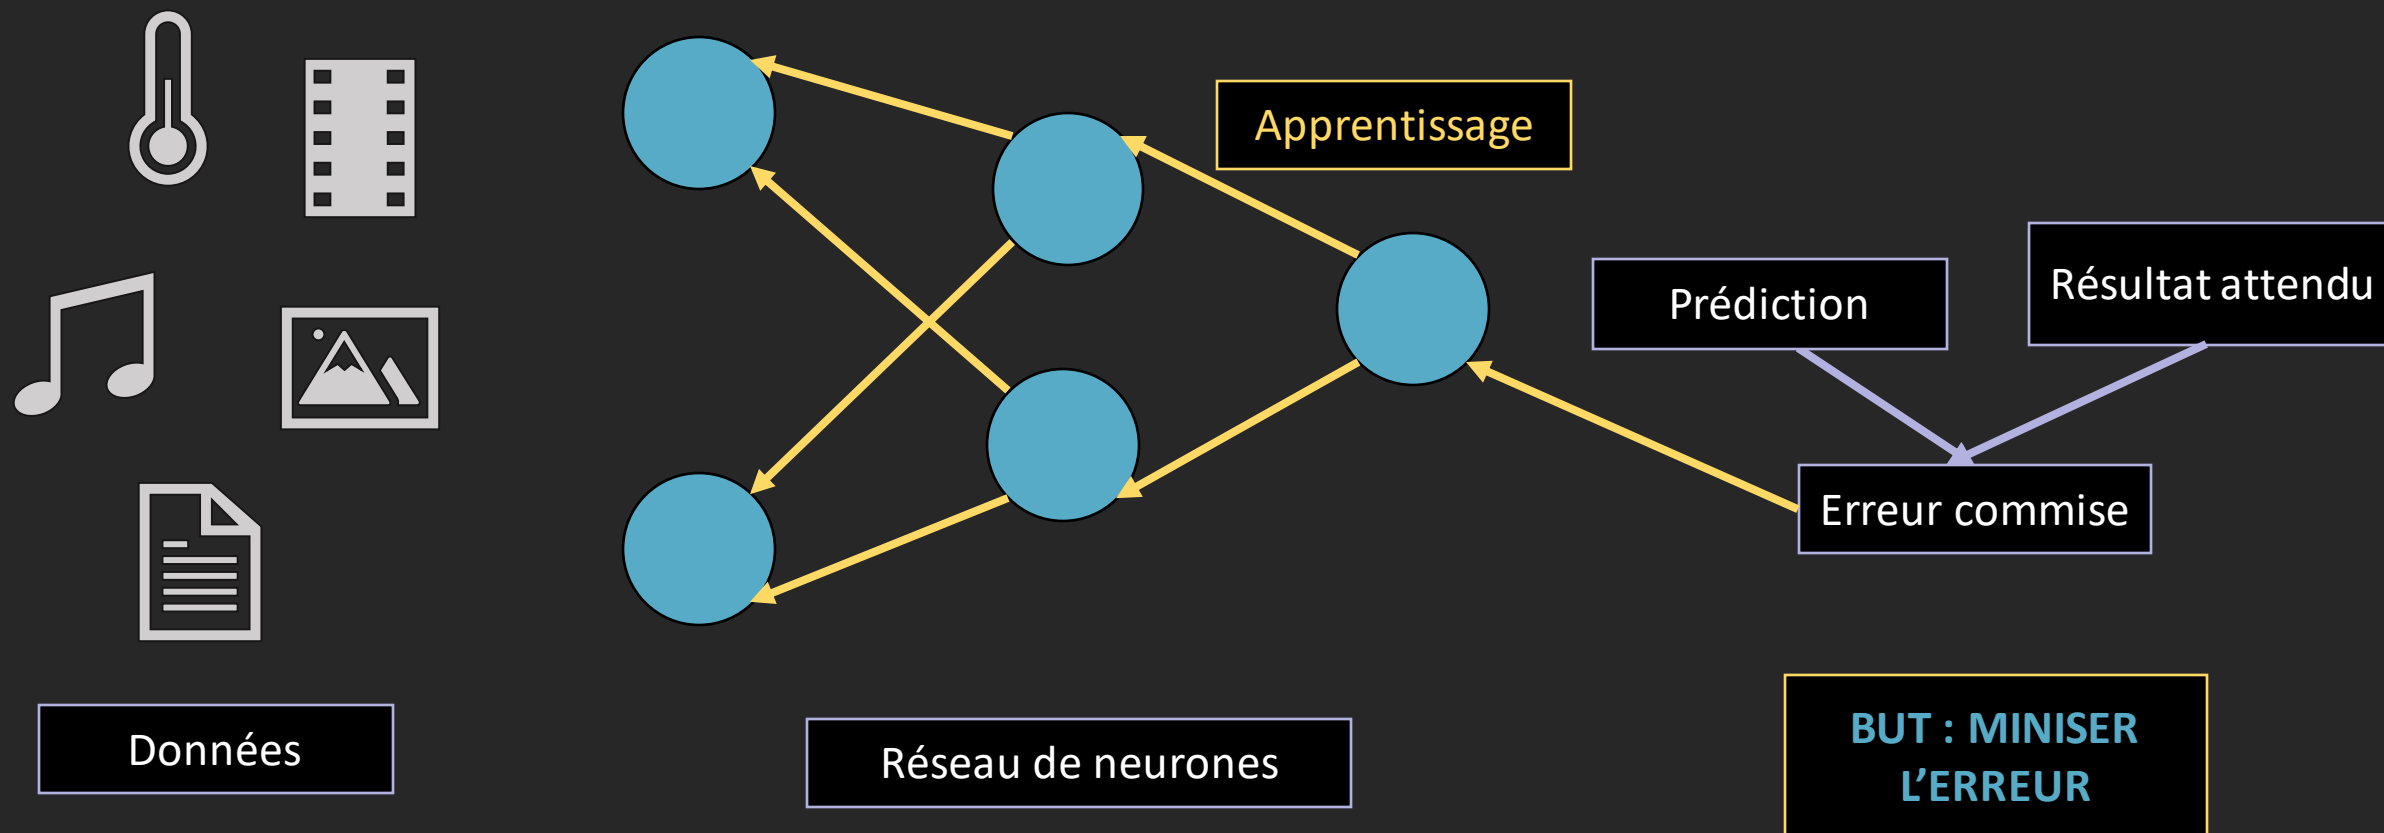 Apprentissage
Prédiction
Résultat attendu
Erreur commise
Données
Réseau de neurones
BUT : MINISER
L’ERREUR